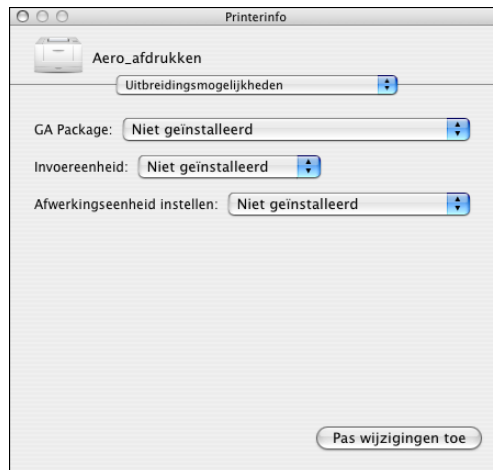 Printerinfo
Aero_afdrukken
Uitbreidingsmogelijkheden
GA Package: Niet geïnstalleerd
Invoereenheid: Niet geïnstalleerd
Afwerkingseenheid instellen: Niet geïnstalleerd
Pas wijzigingen toe